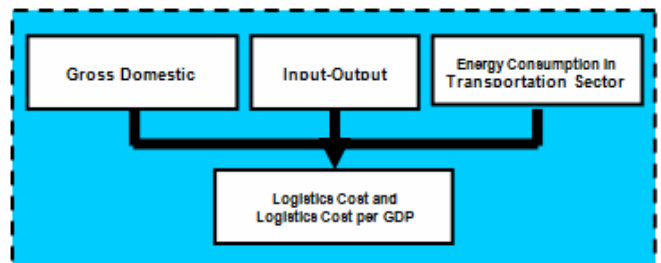 Gross Domestic
Input-Output
Energy Consumption in
Transportation Sector
Logistics Cost and
Logistics Cost per GDP